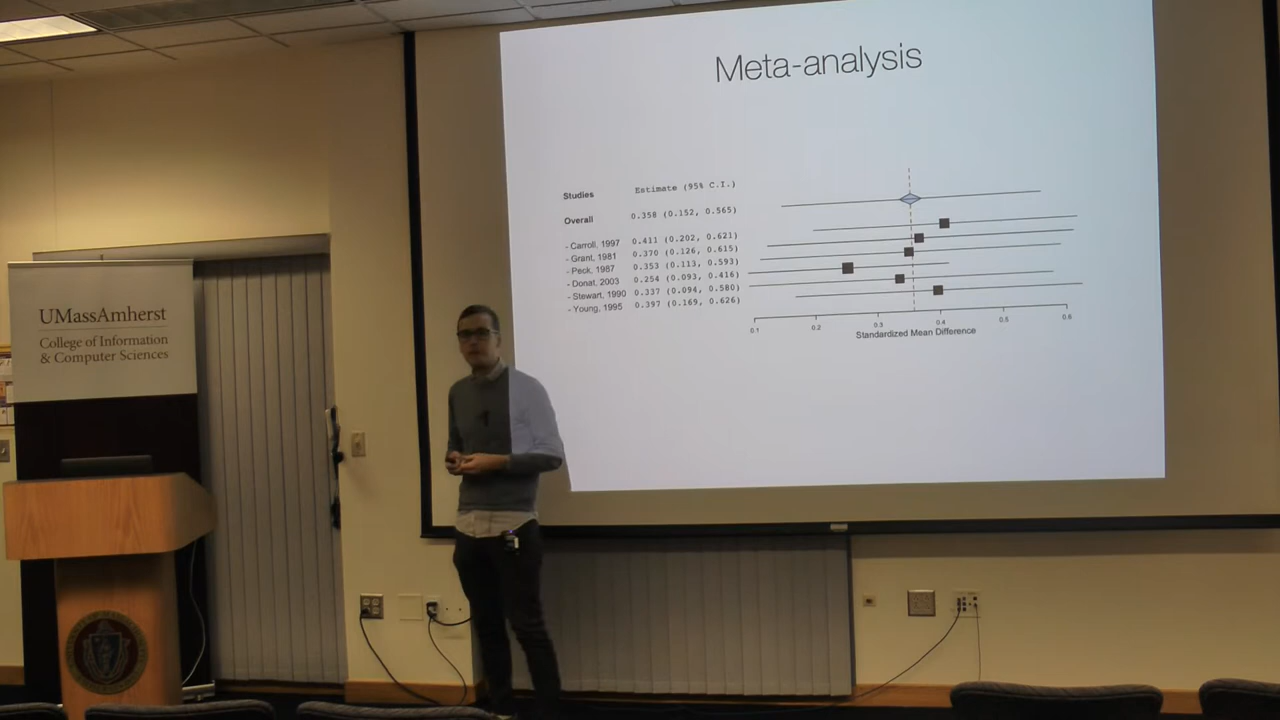 Meta-analysis
Studies Estimate (95% C.I.)
Overall 0.358 (0.152, 0.565)
- Carroll, 1997 0.411 (0.202, 0.621)
- Grant, 1981 0.370 (0.126, 0.615)
- Peck, 1987 0.353 (0.113, 0.593)
- Donat, 2003 0.254 (0.093, 0.416)
- Stewart, 1990 0.337 (0.094, 0.580)
- Young, 1995 0.397 (0.169, 0.626)
0.1 0.2 0.3 0.4 0.5 0.6
Standardized Mean Difference
UMassAmherst
College of Information
& Computer Sciences